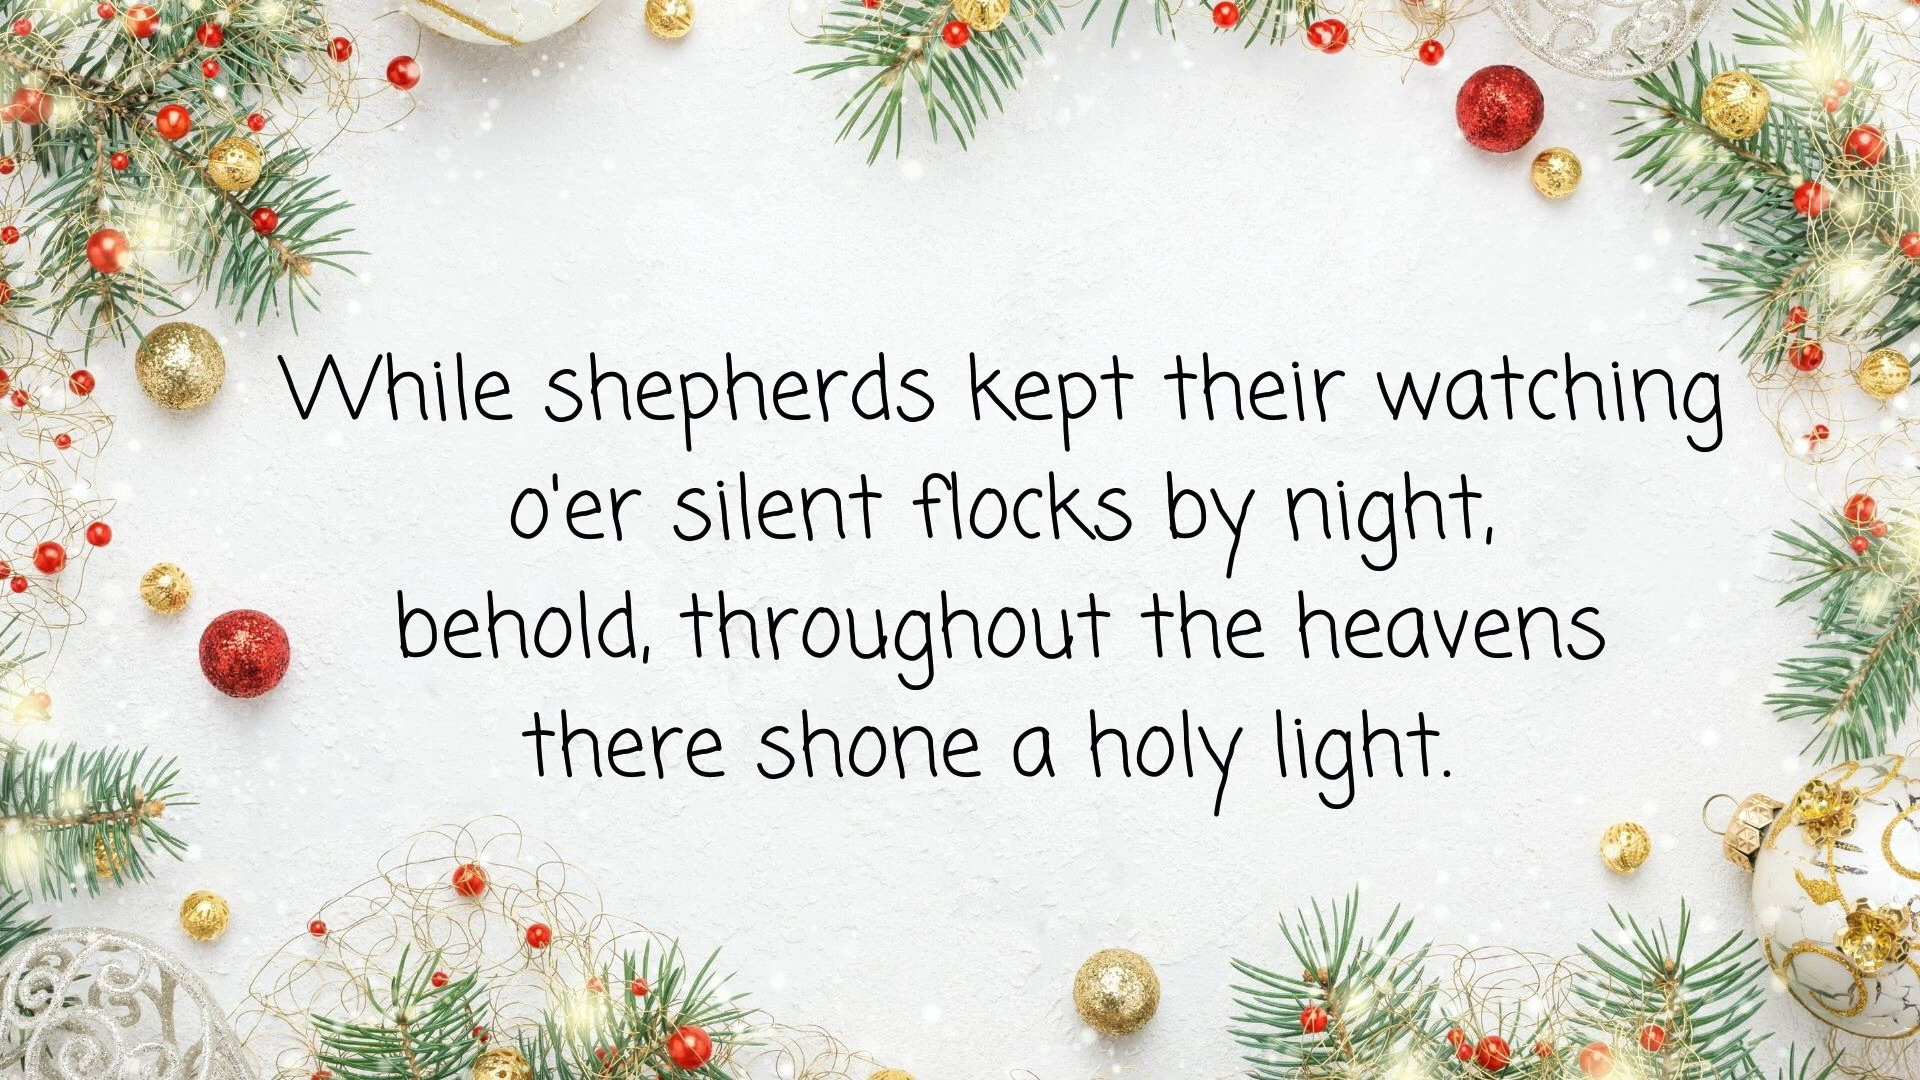 While shepherds kept their watching
o'er silent flocks by night,
behold, throughout the heavens
there shone a holy light.